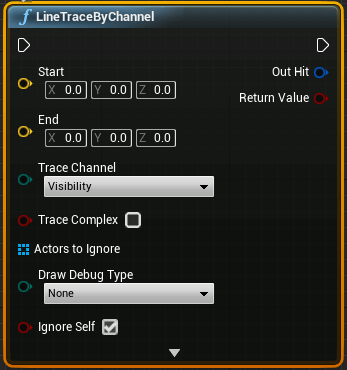 f LineTraceByChannel
Start
Out Hit
X 0.0 Y 0.0 Z 0.0
Return Value
End
X 0.0 Y 0.0 Z 0.0
Trace Channel
Visibility
Trace Complex
Actors to Ignore
Draw Debug Type
None
Ignore Self